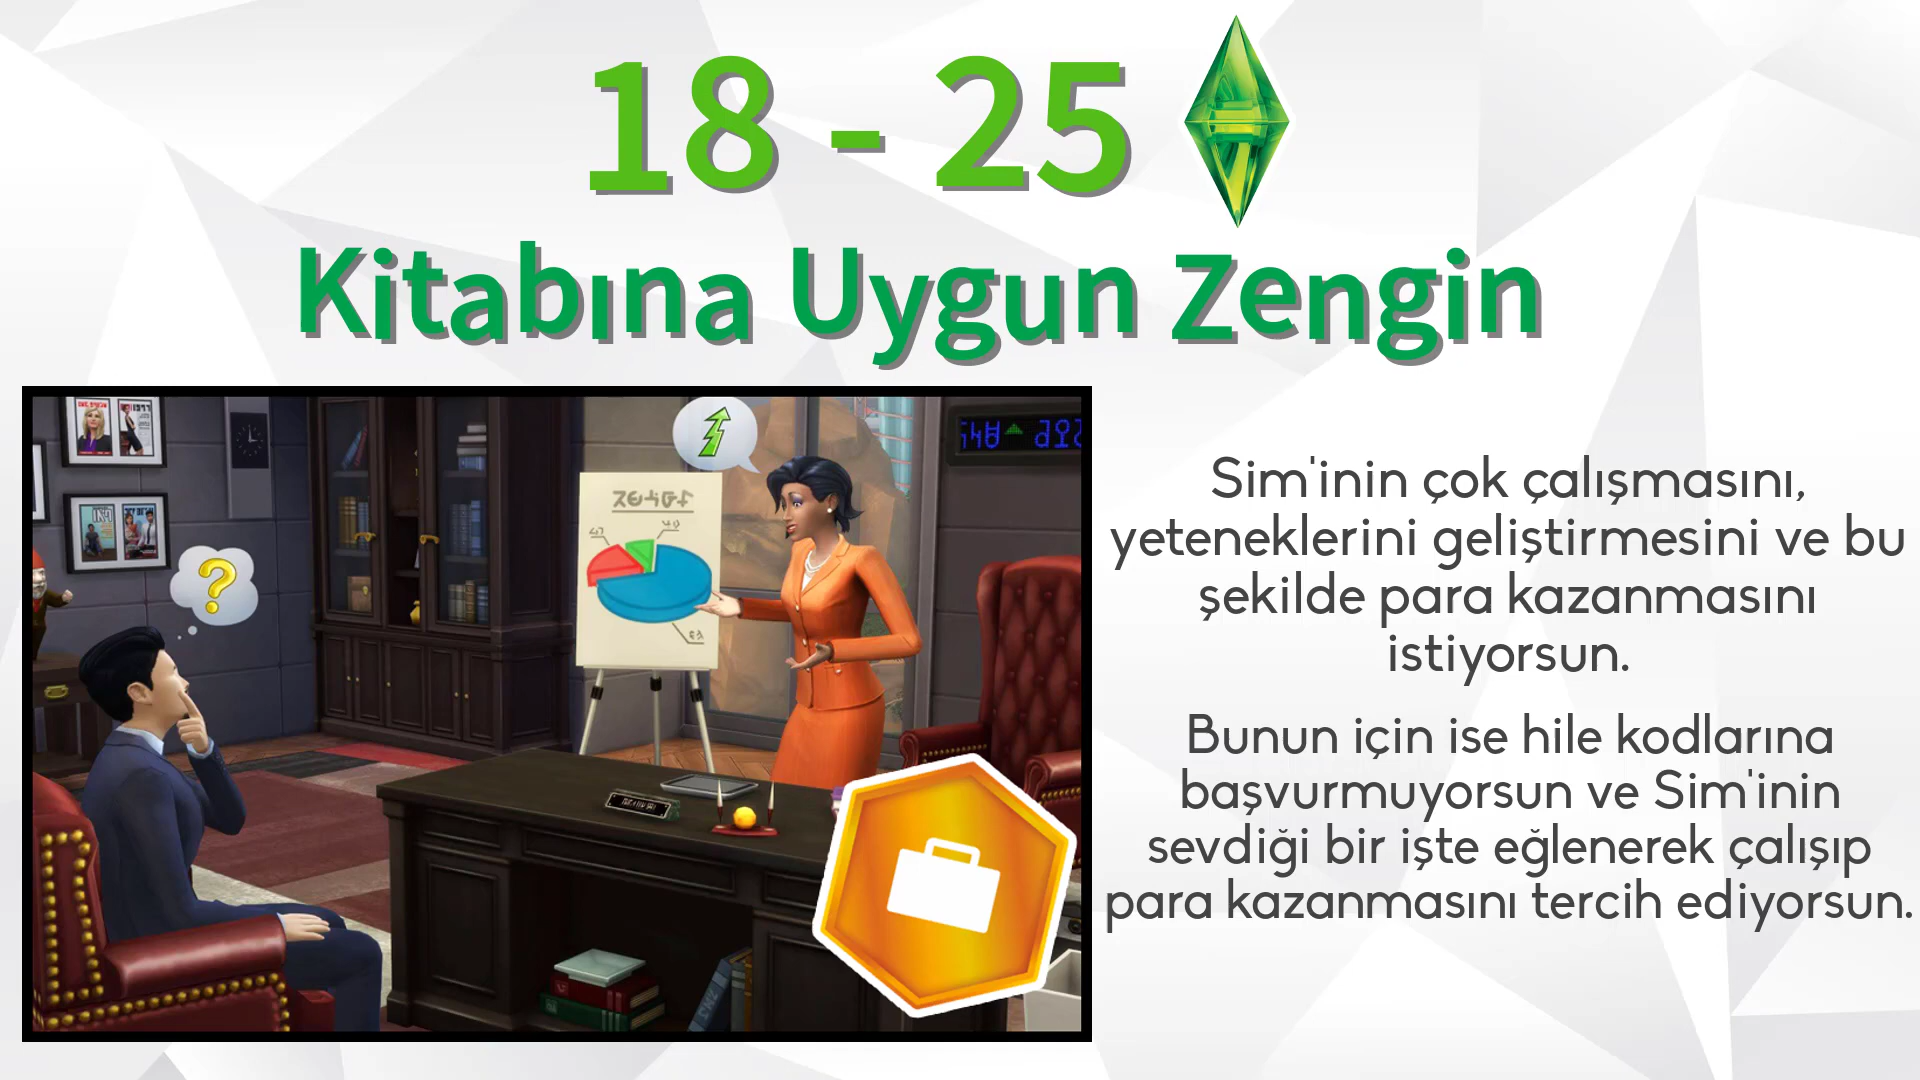 18 - 25
Kitabına Uygun Zengin
Sim'inin çok çalışmasını,
yeteneklerini geliştirmesini ve bu
şekilde para kazanmasını
istiyorsun.
Bunun için ise hile kodlarına
başvurmuyorsun ve Sim'inin
sevdiği bir işte eğlenerek çalışıp
para kazanmasını tercih ediyorsun.